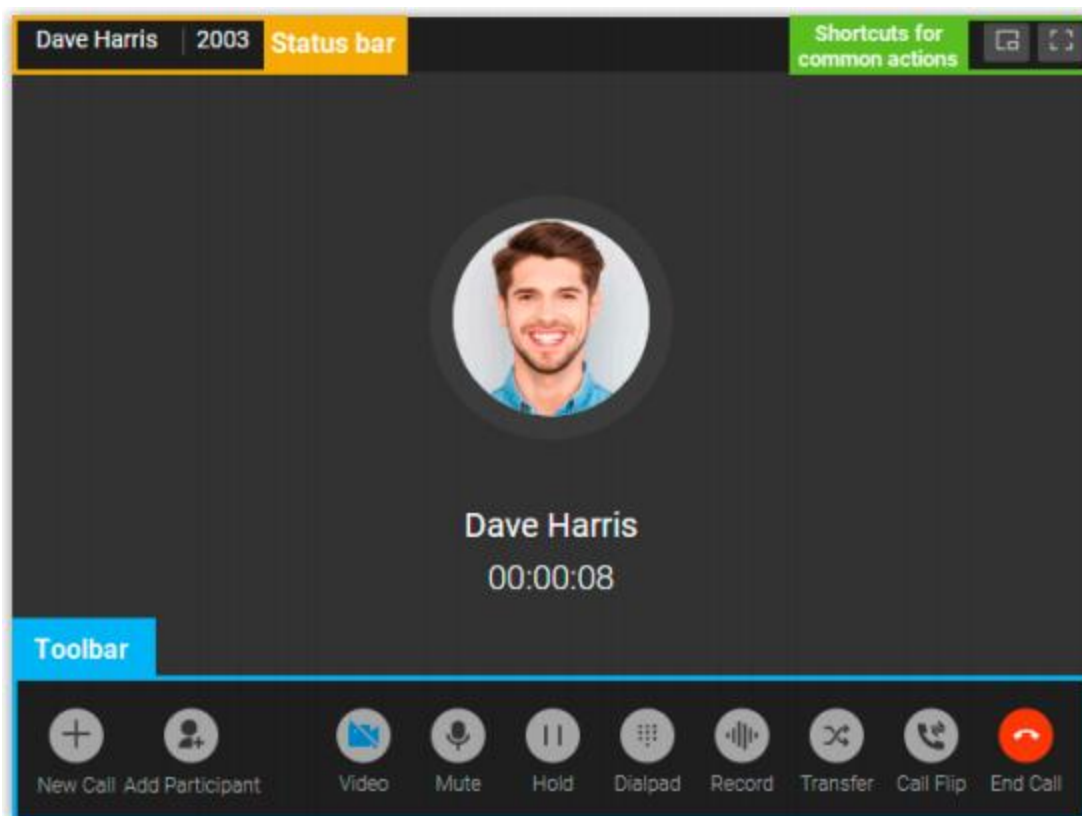 Dave Harris | 2003 Status bar
Shortcuts for
common actions
Dave Harris
00:00:08
Toolbar
New Call Add Participant Video Mute Hold Dialpad Record Transfer Call Flip End Call